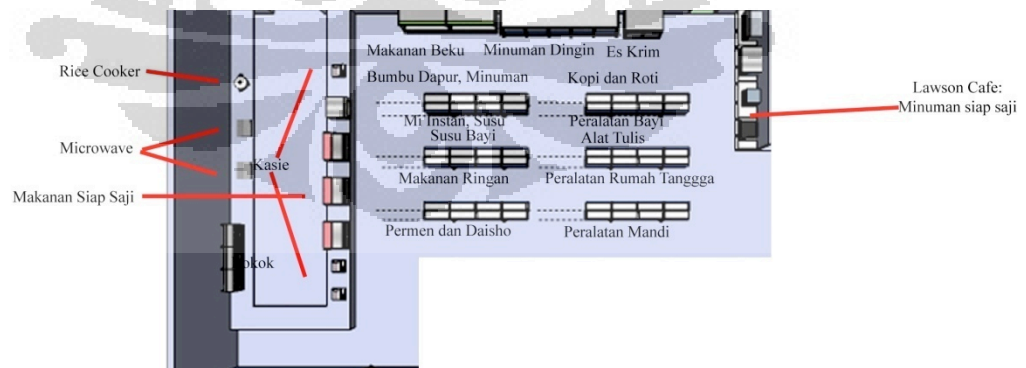 Makanan Beku
Minuman Dingin
Es Krim
Rice Cooker
Bumbu Dapur, Minuman
Kopi dan Roti
Lawson Cafe:
Minuman siap saji
Mi Instan, Susu
Susu Bayi
Peralatan Bayi
Alat Tulis
Microwave
Kasie
Makanan Ringan
Peralatan Rumah Tanggga
Makanan Siap Saji
Permen dan Daisho
Peralatan Mandi